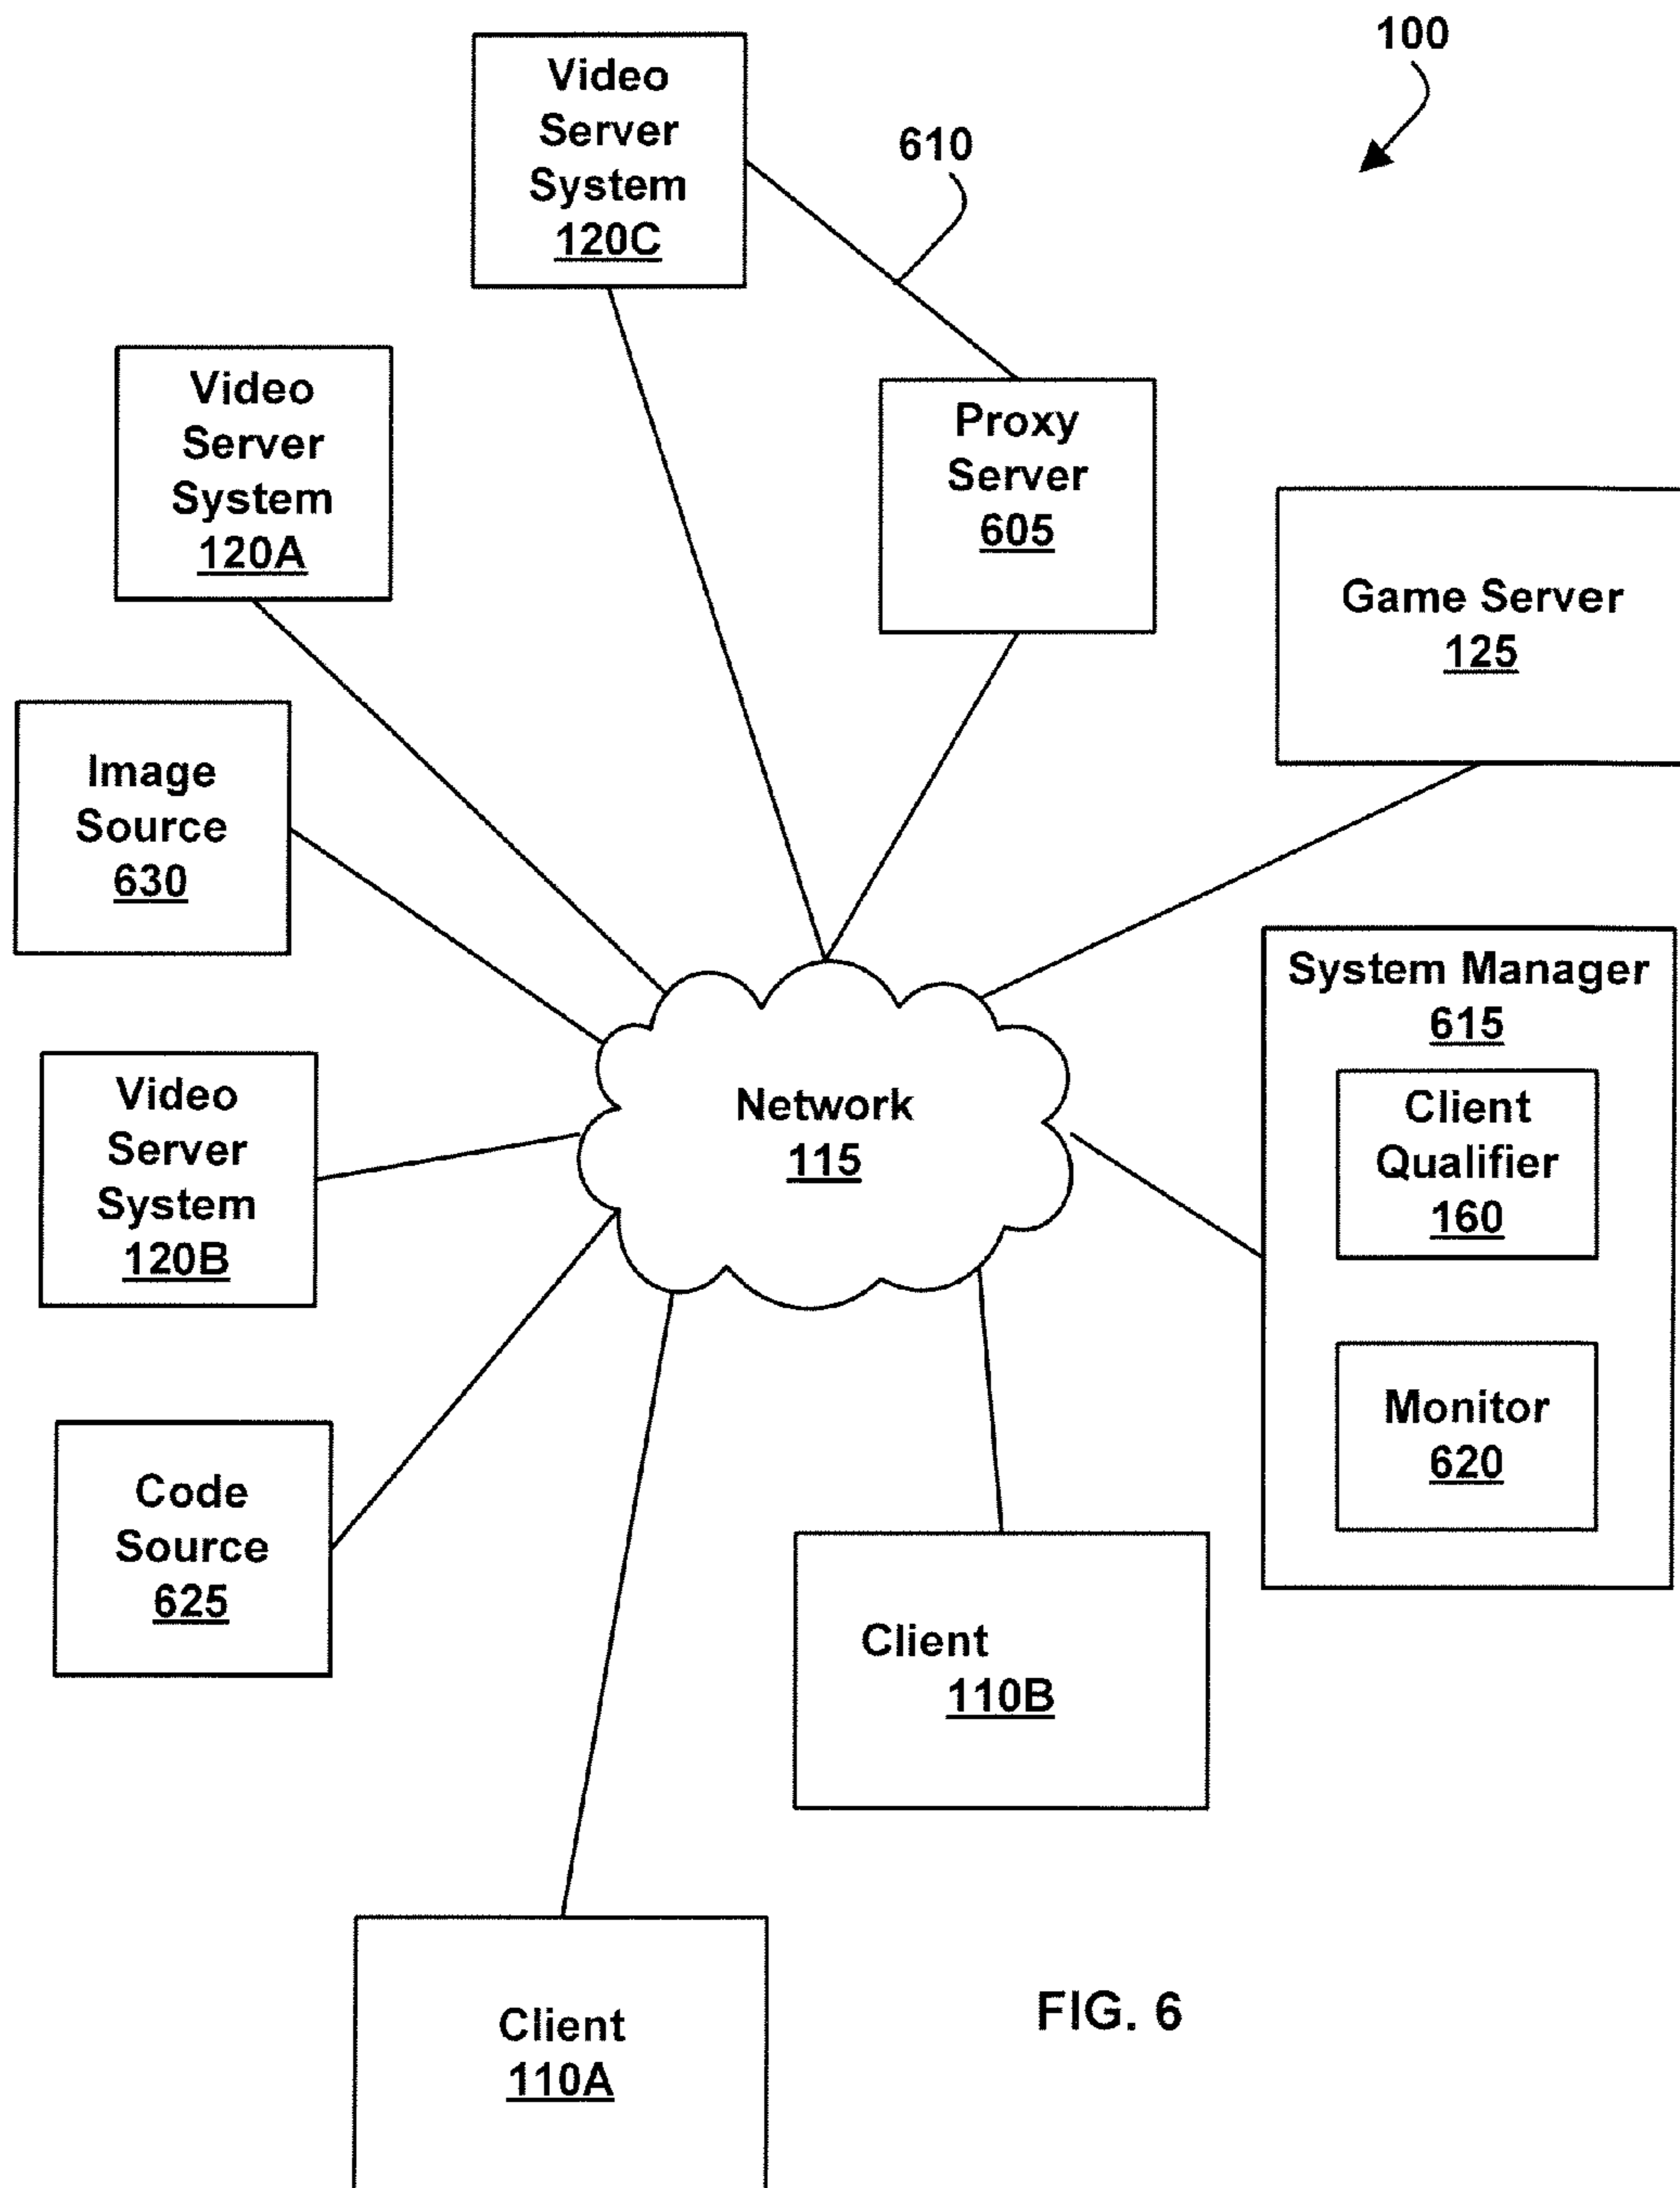 100
Video
Server
System
120C
610
Video
Server
System
120A
Proxy
Server
605
Game Server
125
Image
Source
630
System Manager
615
Client
Qualifier
160
Monitor
620
Network
115
Video
Server
System
120B
Code
Source
625
Client
110B
Client
110A
FIG. 6